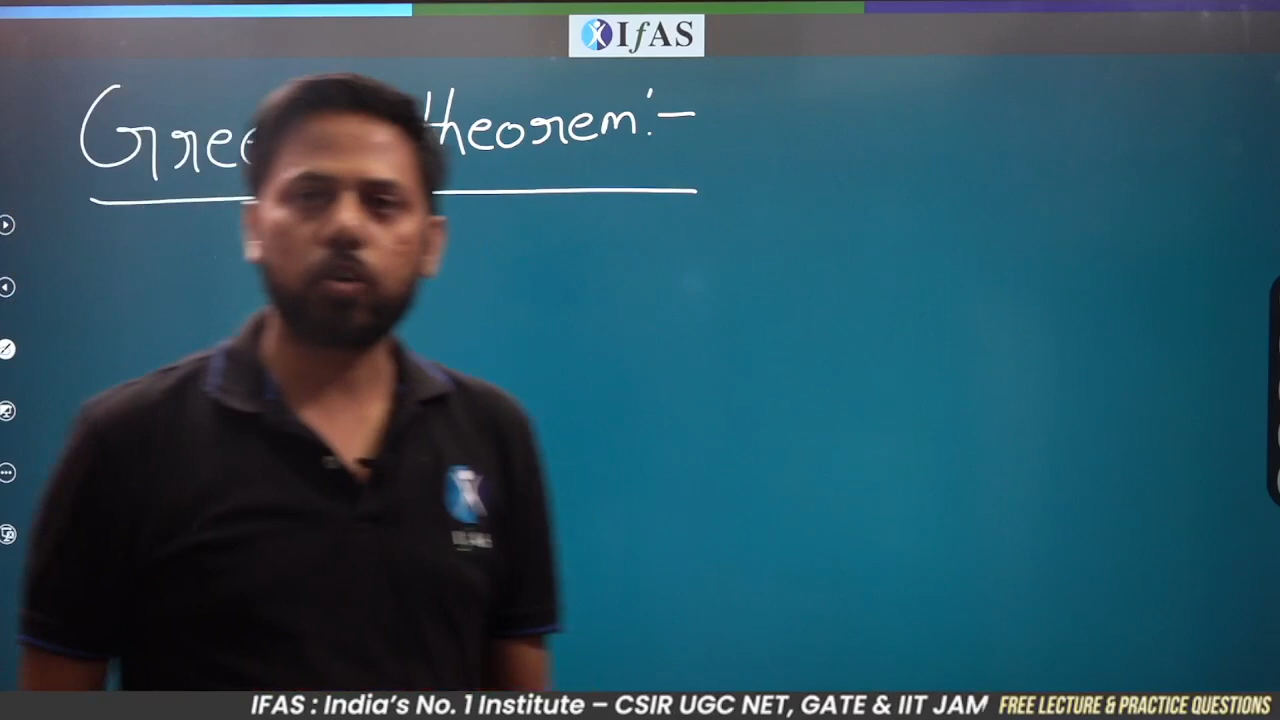 IfAS
Gree theorem:-
IFAS : India's No. 1 Institute – CSIR UGC NET, GATE & IIT JAM FREE LECTURE & PRACTICE QUESTIONS